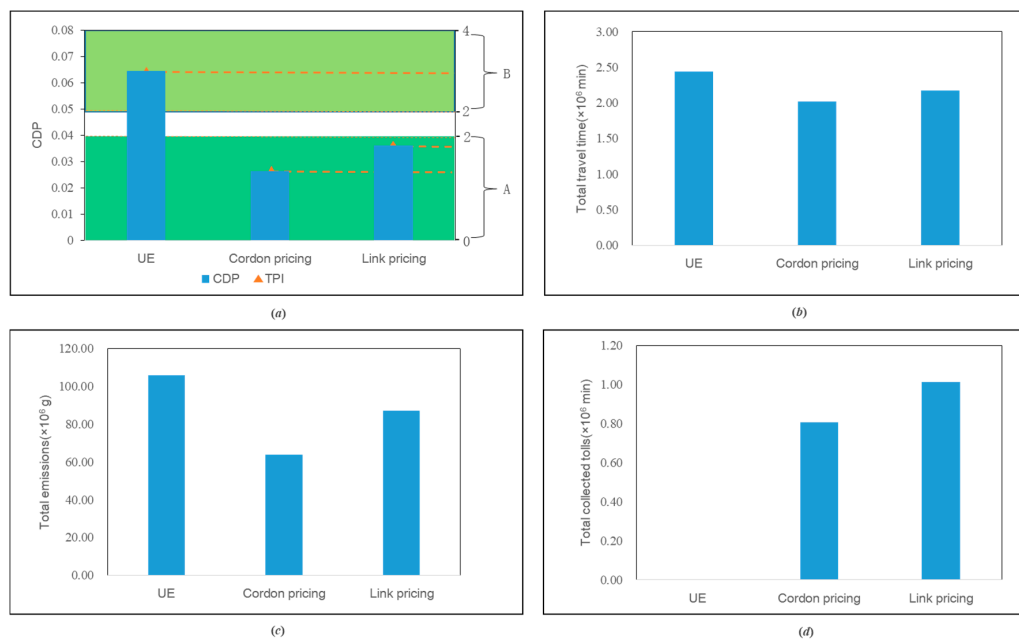 0.08
0.07
0.06
0.05
0.04
0.03
0.02
0.01
0
CDP
4
B
2
2
A
0
UE Cordon pricing Link pricing
CDP TPI
(a)
3.00
2.50
2.00
1.50
1.00
0.50
0.00
Total travel time(×10⁶ min)
UE Cordon pricing Link pricing
(b)
120.00
100.00
80.00
60.00
40.00
20.00
0.00
Total emissions(×10⁶ g)
UE Cordon pricing Link pricing
(c)
1.20
1.00
0.80
0.60
0.40
0.20
0.00
Total collected tolls(×10⁶ min)
UE Cordon pricing Link pricing
(d)